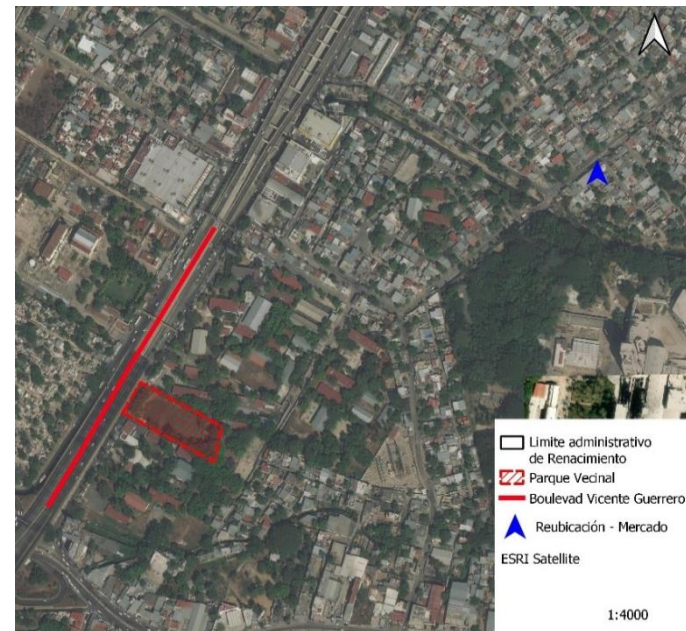 Limite administrativo
de Renacimiento
Parque Vecinal
Boulevad Vicente Guerrero
Reubicación - Mercado
ESRI Satellite
1:4000